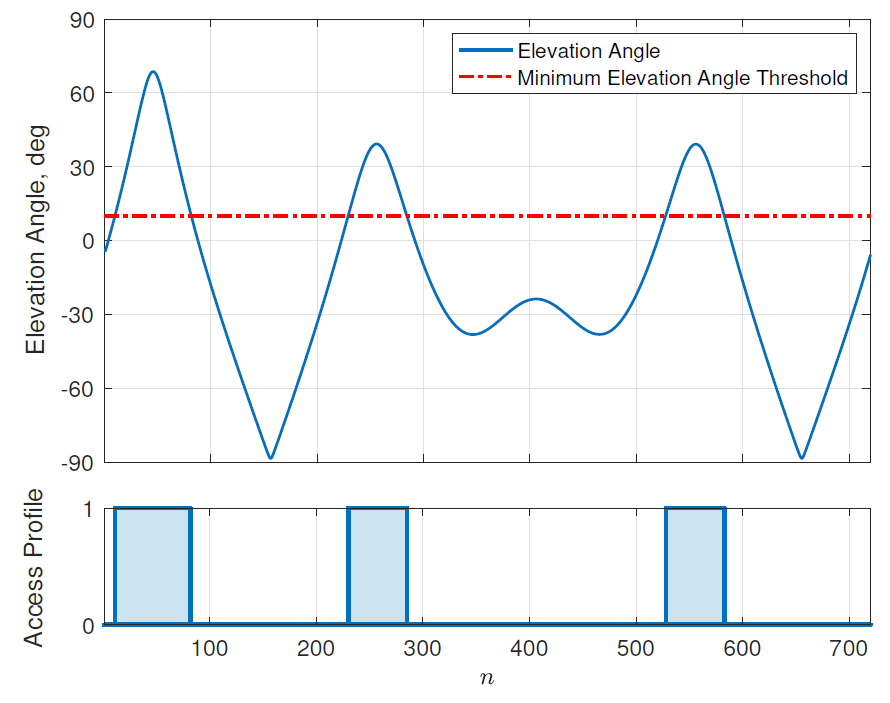 90
60
30
0
-30
-60
-90
Elevation Angle, deg
Elevation Angle
Minimum Elevation Angle Threshold
1
0
Access Profile
100 200 300 400 500 600 700
n